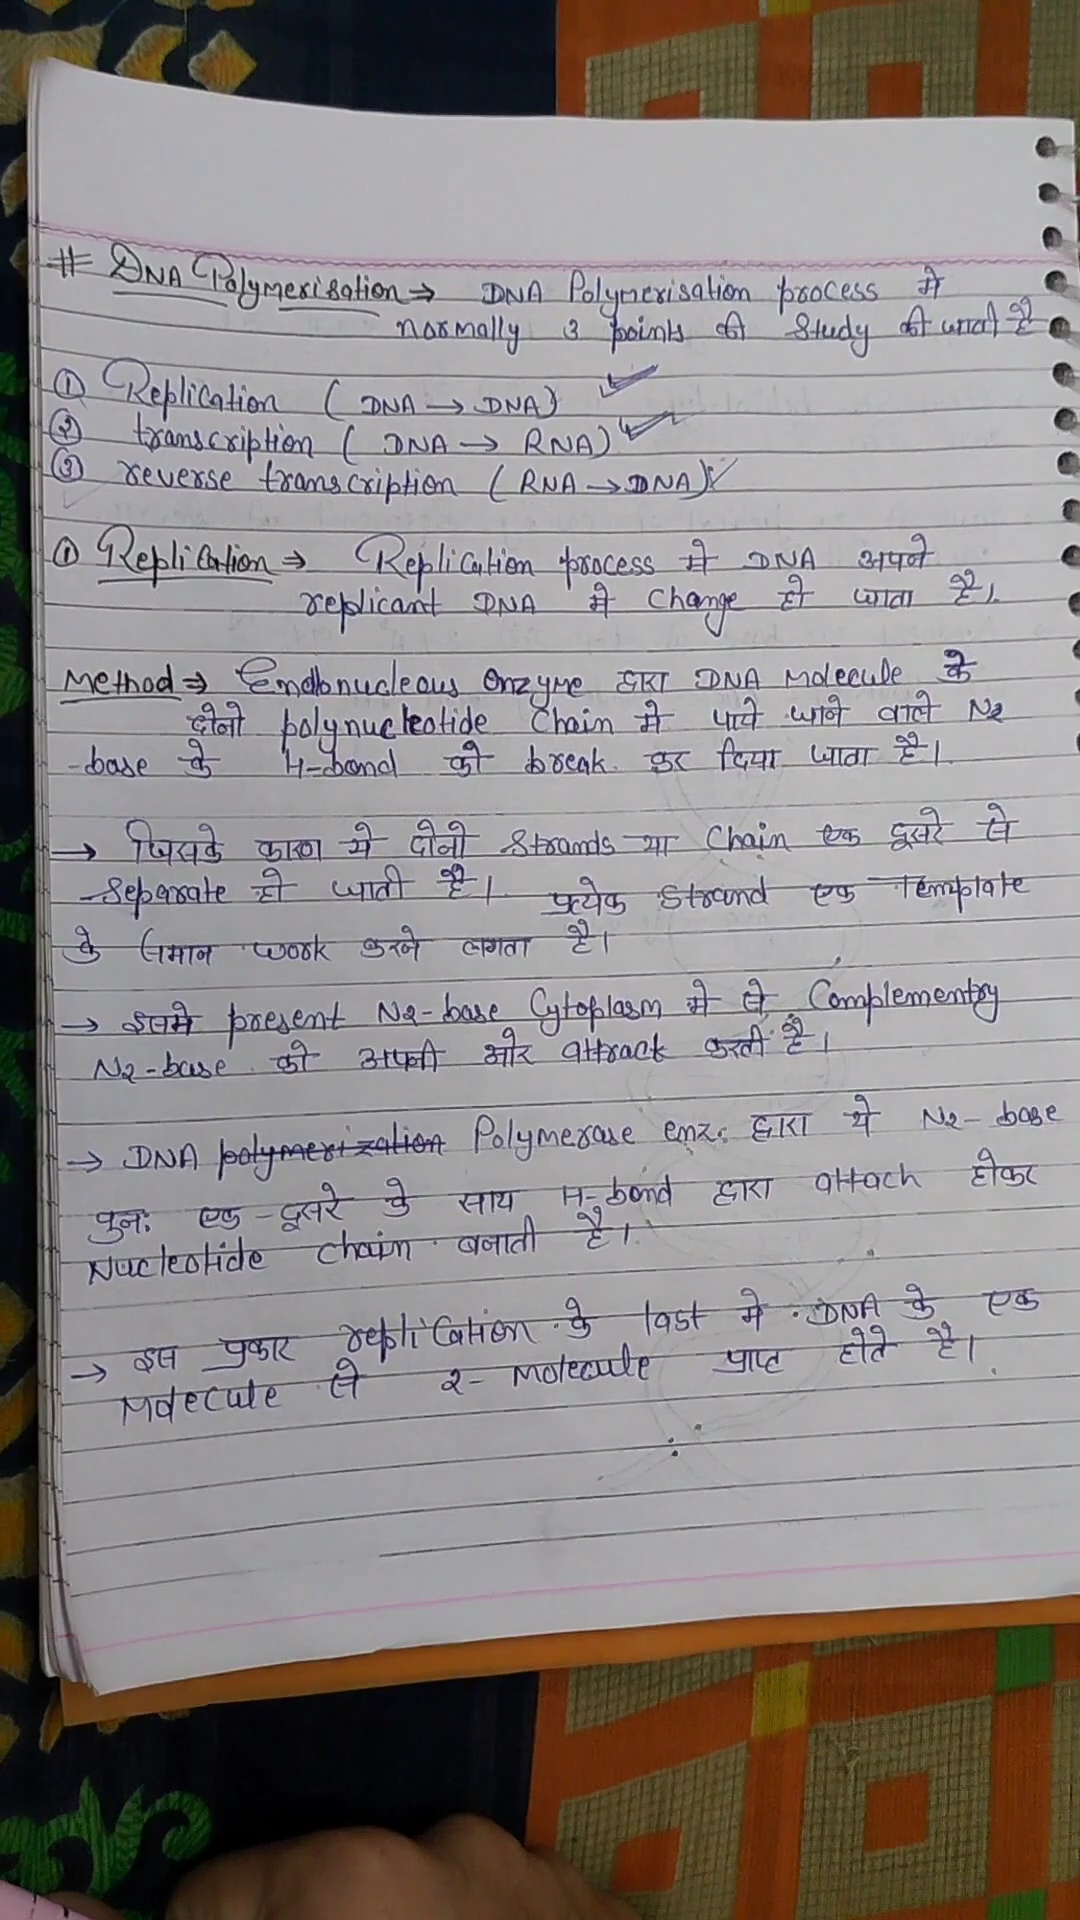 # DNA Polymerisation → DNA Polymerisation process मे
normally 3 points की study की जाती है
① Replication ( DNA → DNA)
② transcription ( DNA → RNA)
③ reverse transcription ( RNA → DNA)
① Replication ⇒ Replication process मे DNA अपने
replicant DNA मे change हो जाता है।
Method ⇒ Endonucleous enzyme द्वारा DNA Molecule के
दोनो polynucleotide Chain मे पाये जाने वाले N2
-base के H-bond को break कर दिया जाता है।
→ जिसके कारण ये दोनो Strands या Chain एक दूसरे से
Separate हो जाती है। प्रत्येक Strand एक Template
के समान work करने लगता है।
→ इसमे present N2-base Cytoplasm मे से Complementry
N2-base को अपनी ओर attrack करती है।
→ DNA polymerization Polymerase enz. द्वारा ये N2- base
पुनः एक-दूसरे के साथ H-bond द्वारा attach होकर
Nucleotide chain बनाती है।
→ इस प्रकार replication के last मे DNA के एक
Molecule से 2- Molecule प्राप्त होते है।